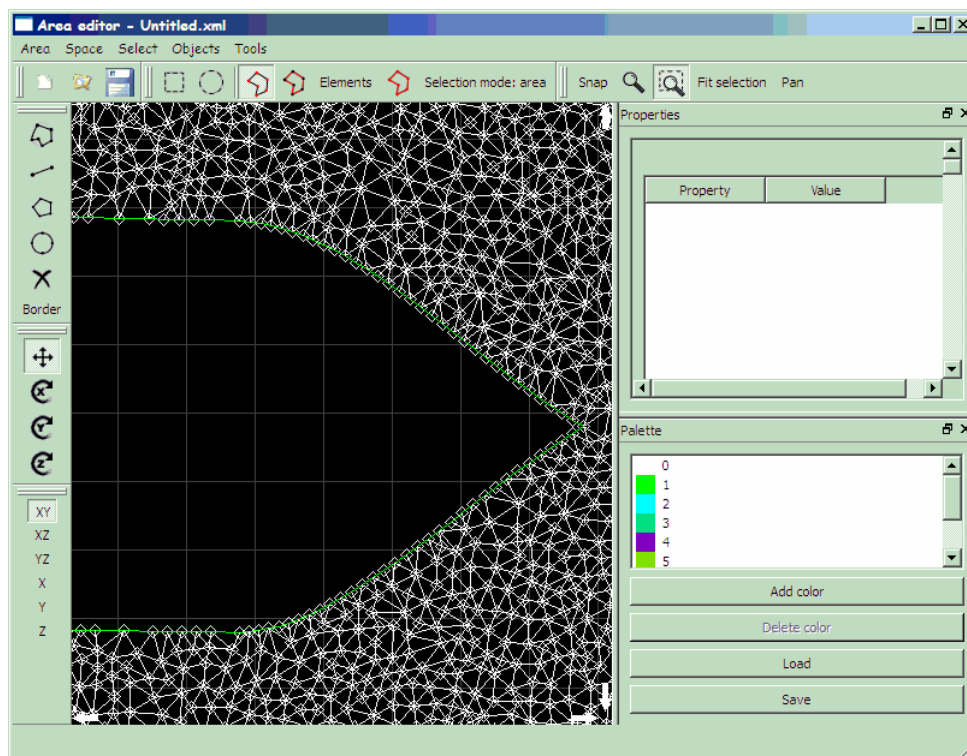 Area editor - Untitled.xml
Area Space Select Objects Tools
Elements Selection mode: area Snap Fit selection Pan
Properties
Property Value
Border
X
Y
Z
XY
XZ
YZ
X
Y
Z
Palette
0
1
2
3
4
5
Add color
Delete color
Load
Save